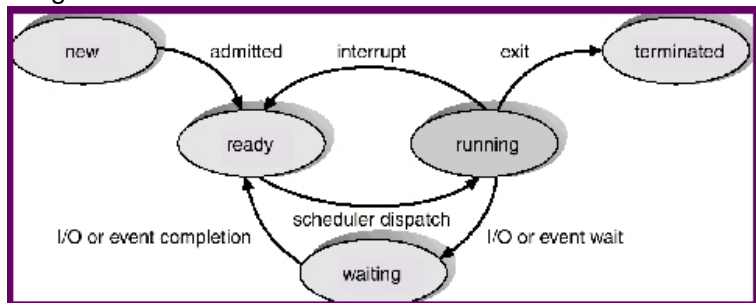 new
admitted
interrupt
exit
terminated
ready
running
scheduler dispatch
I/O or event completion
I/O or event wait
waiting